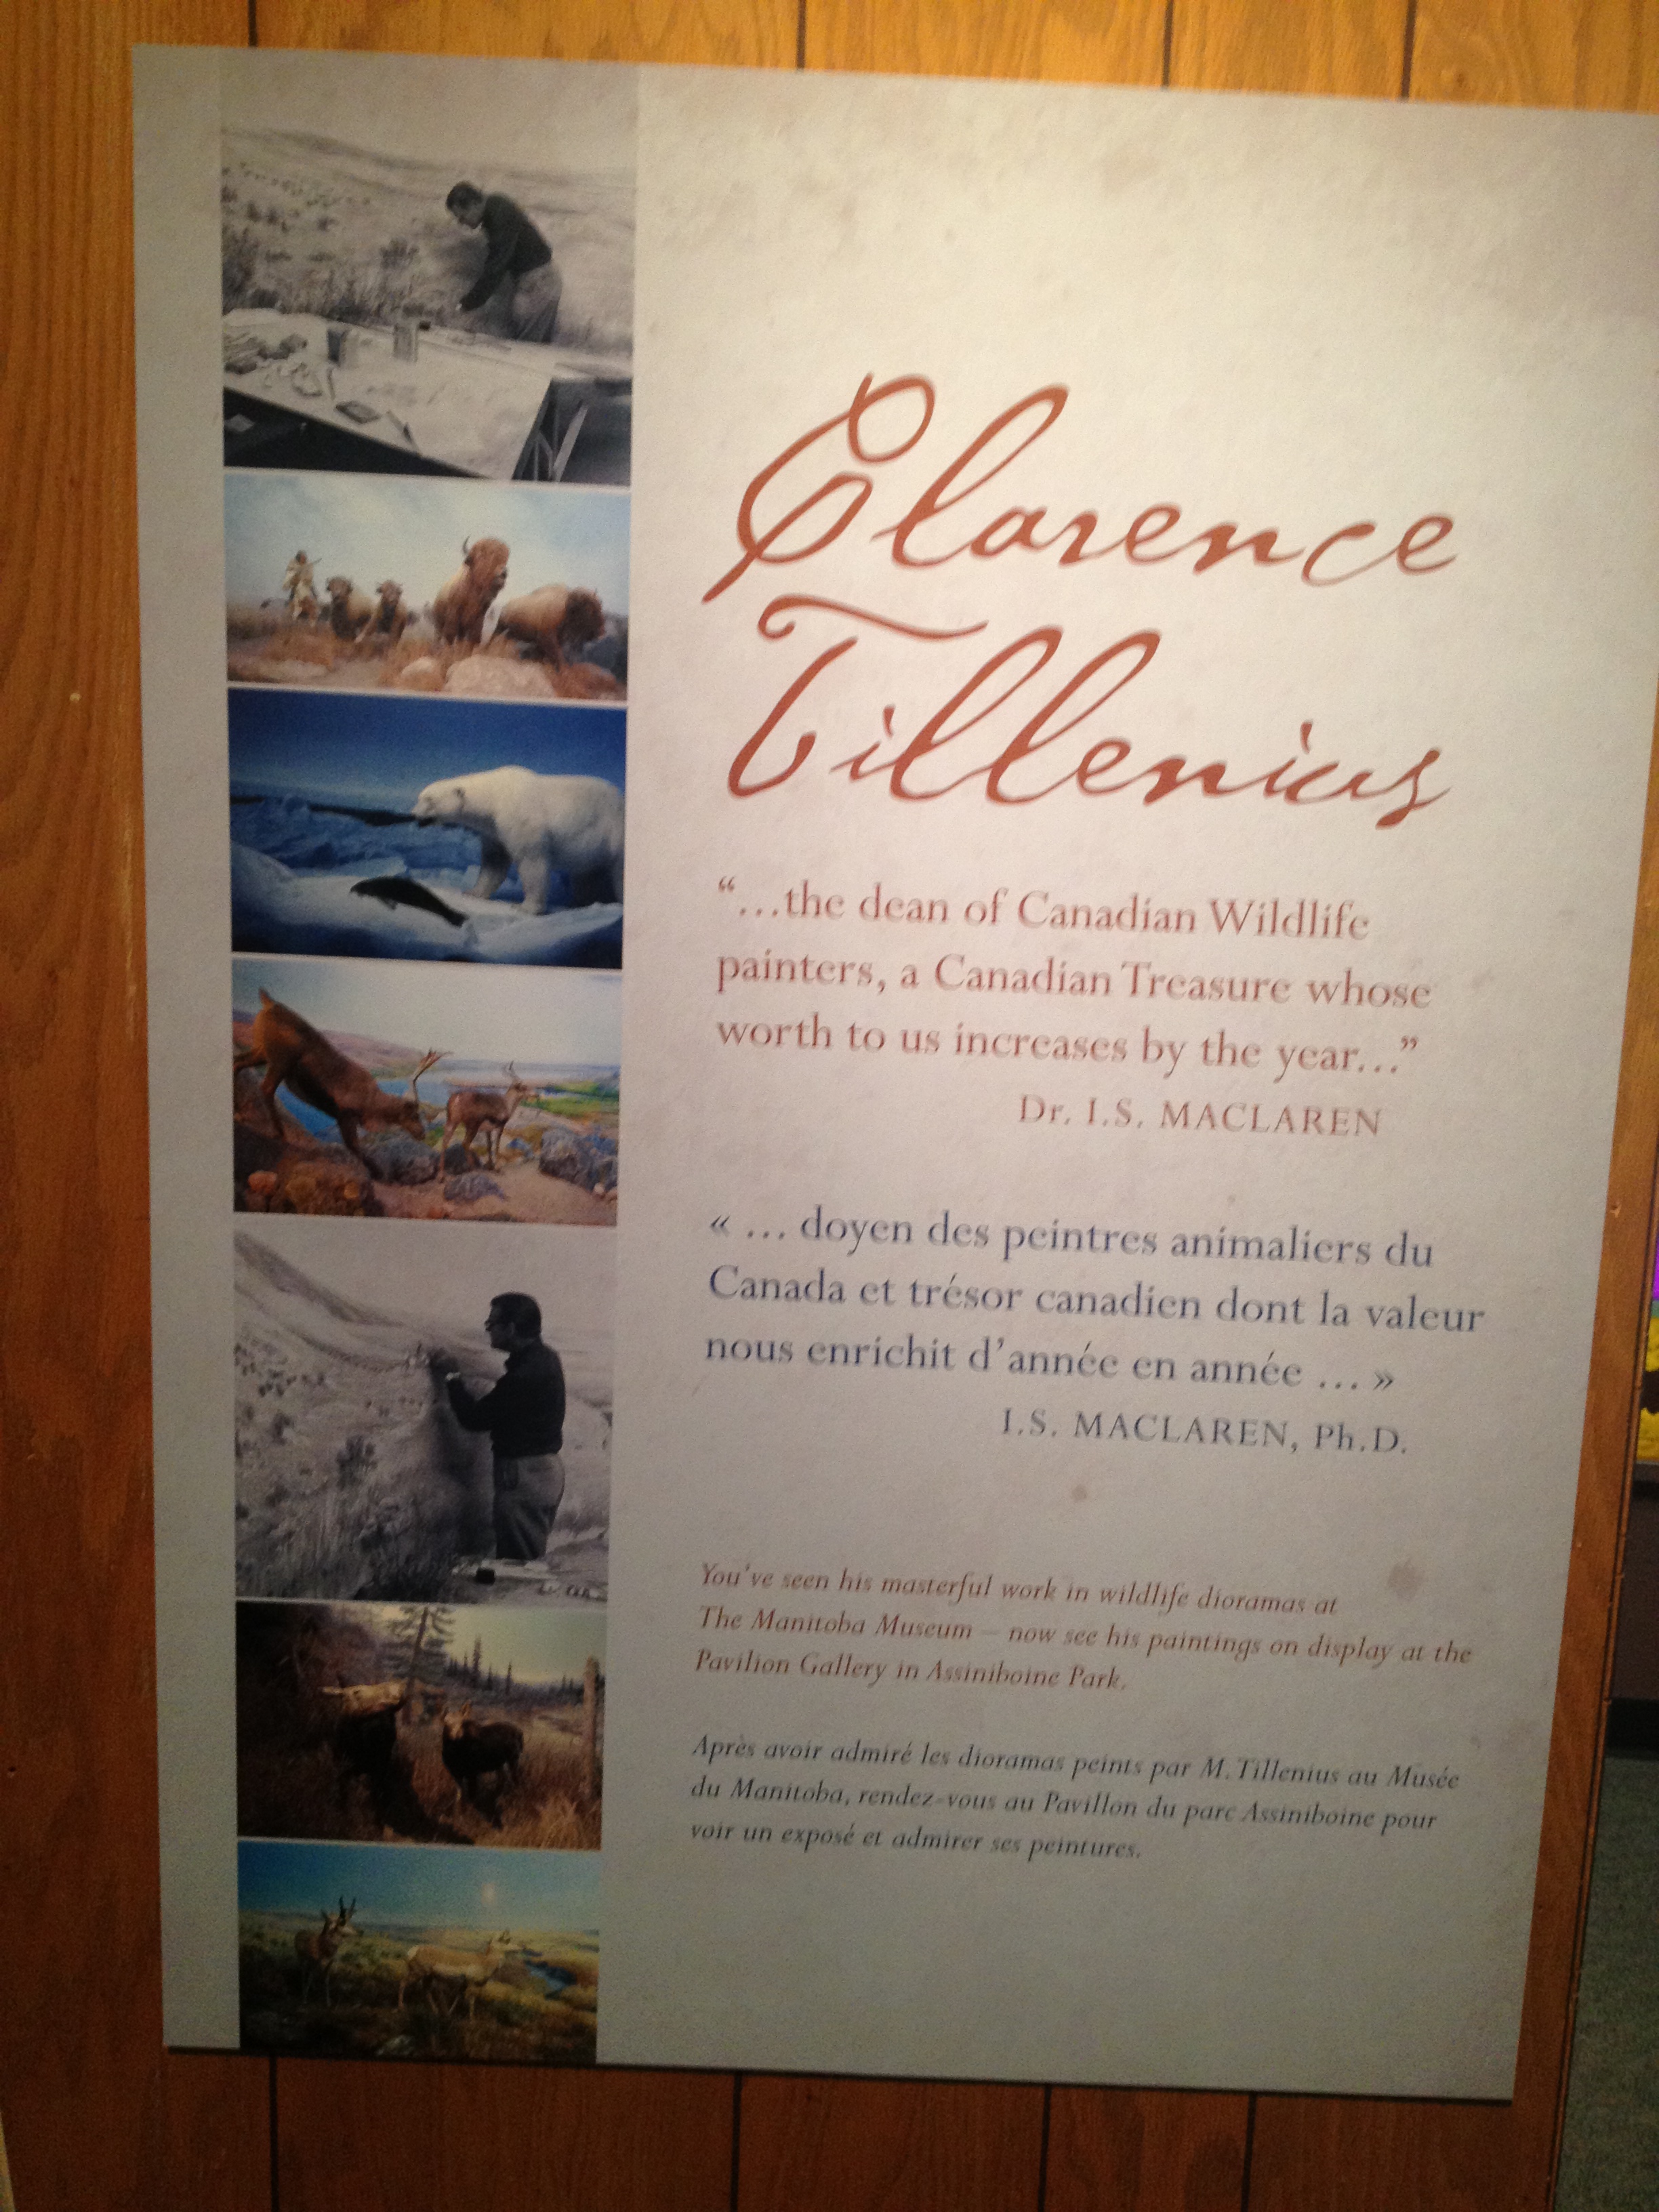 Clarence
Tillenius
“...the dean of Canadian Wildlife
painters, a Canadian Treasure whose
worth to us increases by the year...”
Dr. I.S. MACLAREN
« ... doyen des peintres animaliers du
Canada et trésor canadien dont la valeur
nous enrichit d’année en année ... »
I.S. MACLAREN, Ph.D.
You’ve seen his masterful work in wildlife dioramas at
The Manitoba Museum – now see his paintings on display at the
Pavilion Gallery in Assiniboine Park.
Après avoir admiré les dioramas peints par M. Tillenius au Musée
du Manitoba, rendez-vous au Pavillon du parc Assiniboine pour
voir un exposé et admirer ses peintures.